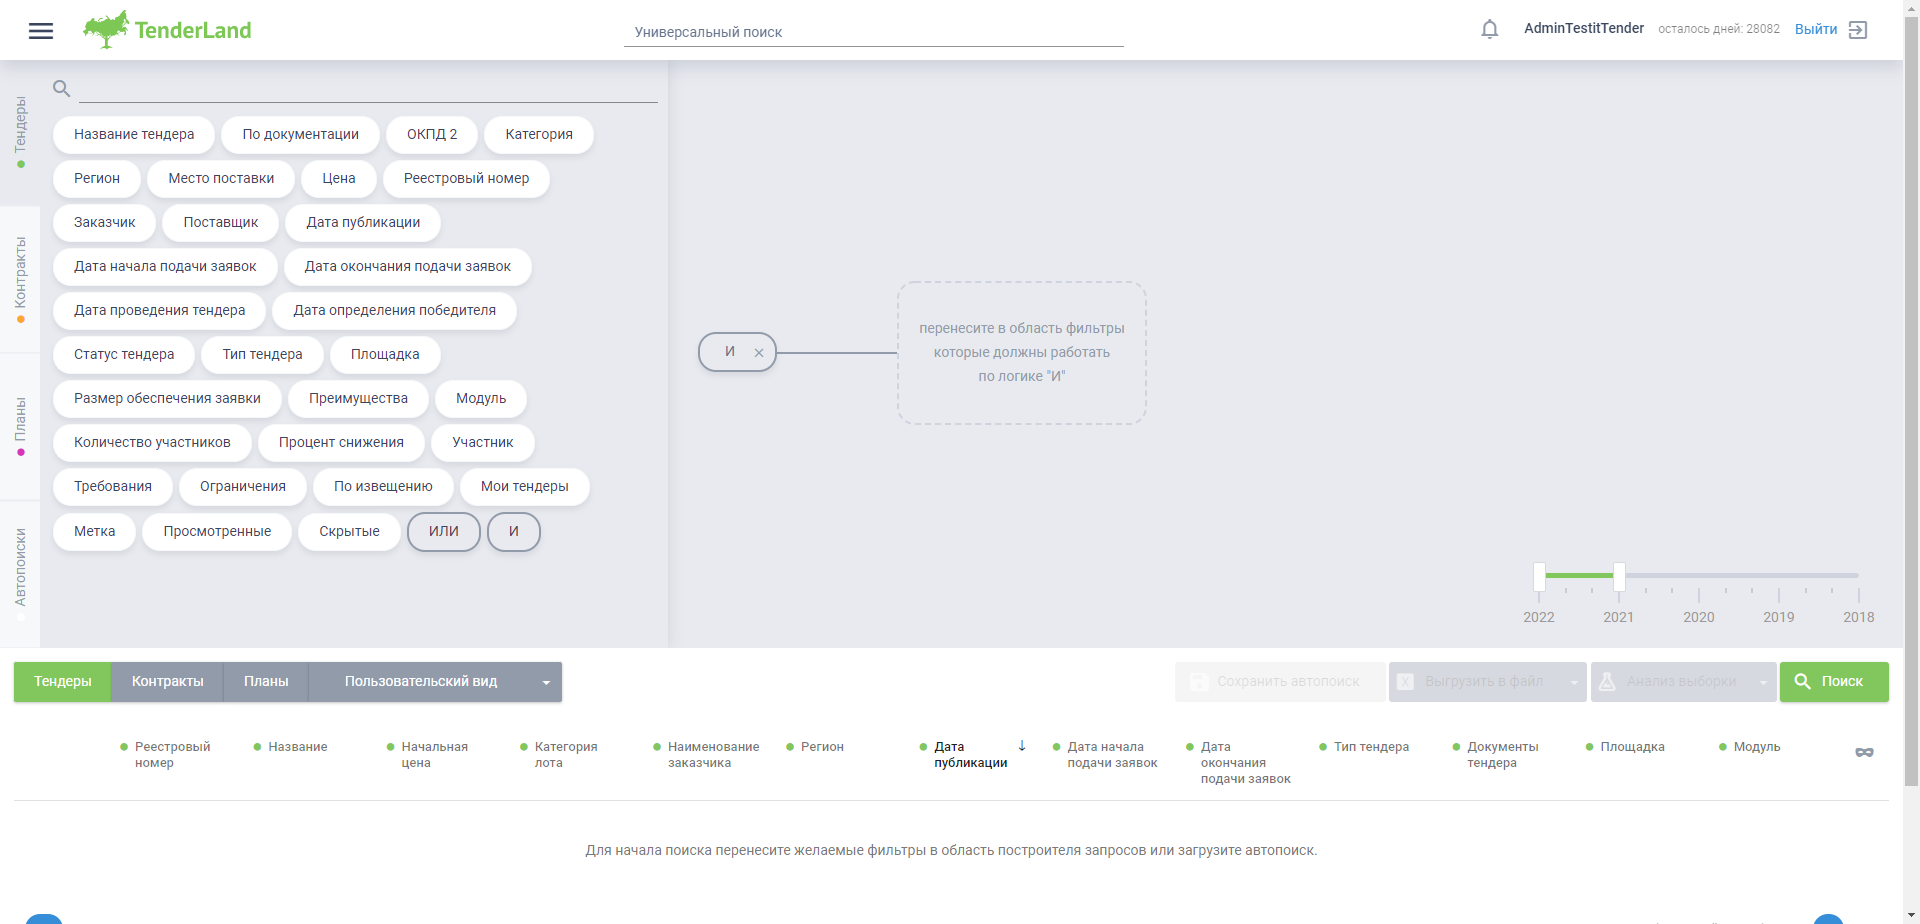 TenderLand
Универсальный поиск
AdminTestitTender
осталось дней: 28082
Выйти
Тендеры
Контракты
Планы
Автопоиски
Название тендера
По документации
ОКПД 2
Категория
Регион
Место поставки
Цена
Реестровый номер
Заказчик
Поставщик
Дата публикации
Дата начала подачи заявок
Дата окончания подачи заявок
Дата проведения тендера
Дата определения победителя
Статус тендера
Тип тендера
Площадка
Размер обеспечения заявки
Преимущества
Модуль
Количество участников
Процент снижения
Участник
Требования
Ограничения
По извещению
Мои тендеры
Метка
Просмотренные
Скрытые
ИЛИ
И
И
перенесите в область фильтры
которые должны работать
по логике "И"
2022
2021
2020
2019
2018
Тендеры
Контракты
Планы
Пользовательский вид
Сохранить автопоиск
Выгрузить в файл
Анализ выборки
Поиск
Реестровый
номер
Название
Начальная
цена
Категория
лота
Наименование
заказчика
Регион
Дата
публикации
Дата начала
подачи заявок
Дата
окончания
подачи заявок
Тип тендера
Документы
тендера
Площадка
Модуль
Для начала поиска перенесите желаемые фильтры в область построителя запросов или загрузите автопоиск.